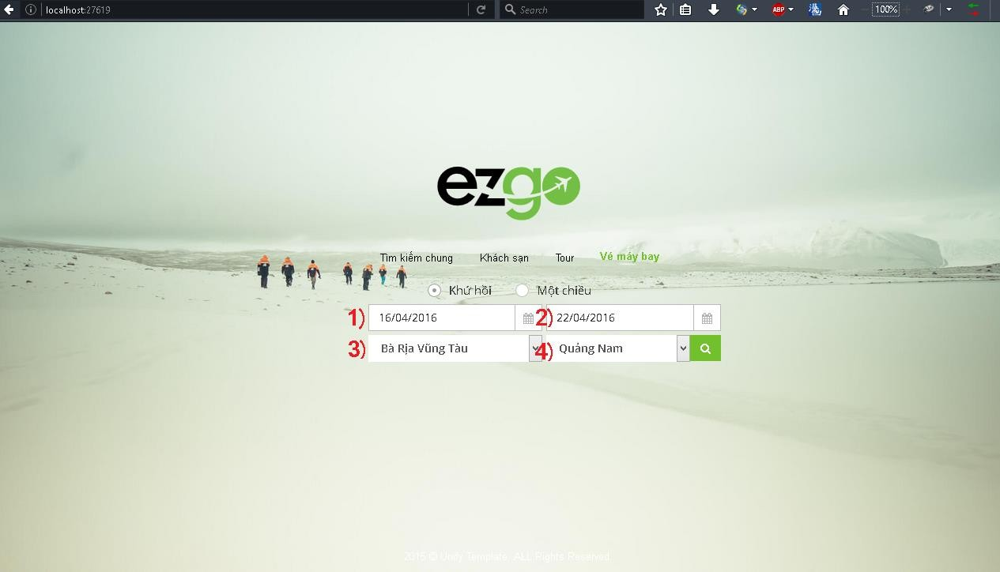 localhost:27619
Search
ABP
100%
ezgo
Tìm kiếm chung
Khách sạn
Tour
Vé máy bay
Khứ hồi
Một chiều
1) 16/04/2016
2) 22/04/2016
3) Bà Rịa Vũng Tàu
4) Quảng Nam
2015 © Unify Template. ALL Rights Reserved.